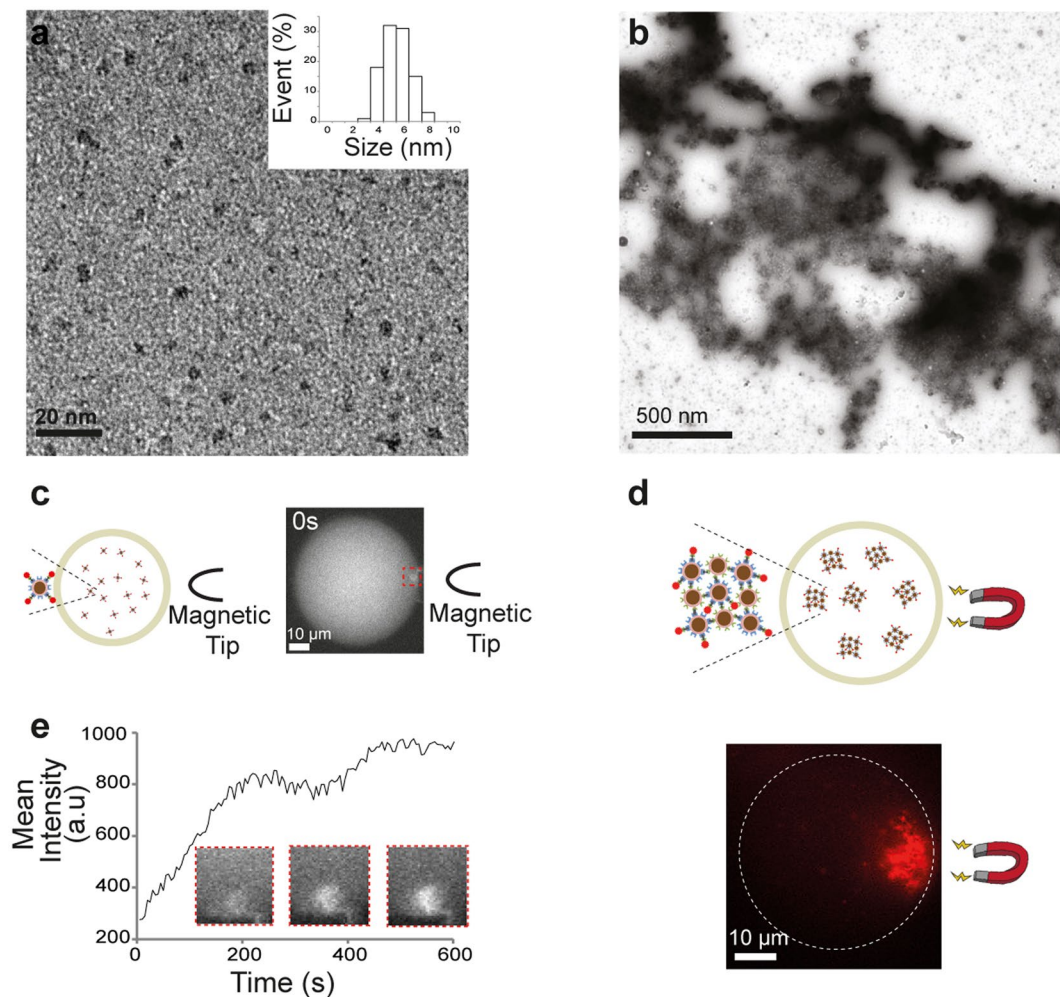 a
Event (%)
30
20
10
0
0 2 4 6 8 10
Size (nm)
20 nm
b
500 nm
c
Magnetic
Tip
0s
10 µm
Magnetic
Tip
d
10 µm
e
Mean
Intensity
(a.u)
1000
800
600
400
200
0 200 400 600
Time (s)